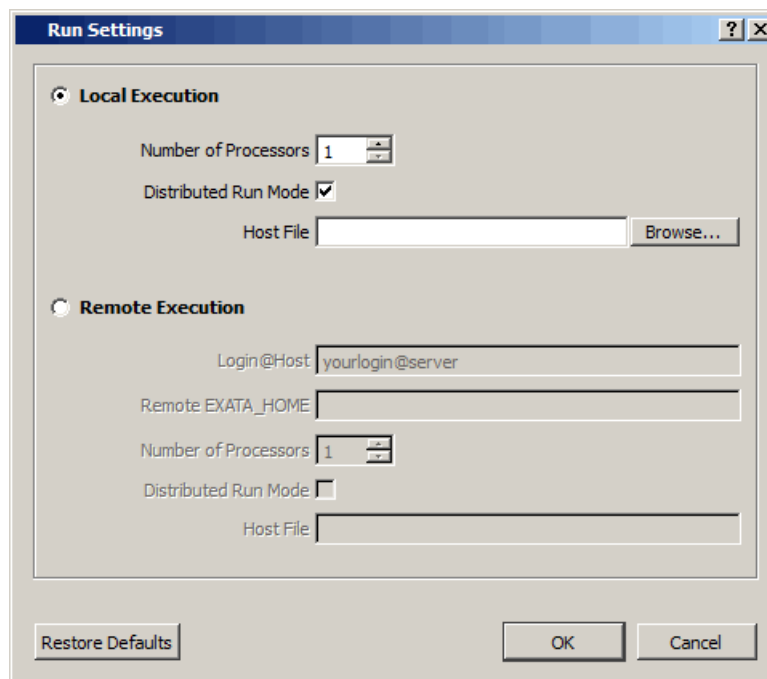 Run Settings
? X
Local Execution
Number of Processors 1
Distributed Run Mode
Host File Browse...
Remote Execution
Login@Host yourlogin@server
Remote EXATA_HOME
Number of Processors 1
Distributed Run Mode
Host File
Restore Defaults OK Cancel